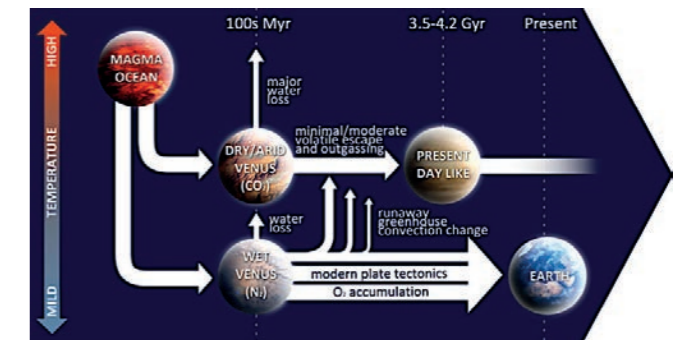 100s Myr
3.5-4.2 Gyr
Present
HIGH
TEMPERATURE
MILD
MAGMA
OCEAN
major
water
loss
DRY/ARID
VENUS
(CO₂)
minimal/moderate
volatile escape
and outgassing
PRESENT
DAY LIKE
water
loss
runaway
greenhouse
convection change
WET
VENUS
(N₂)
modern plate tectonics
O₂ accumulation
EARTH